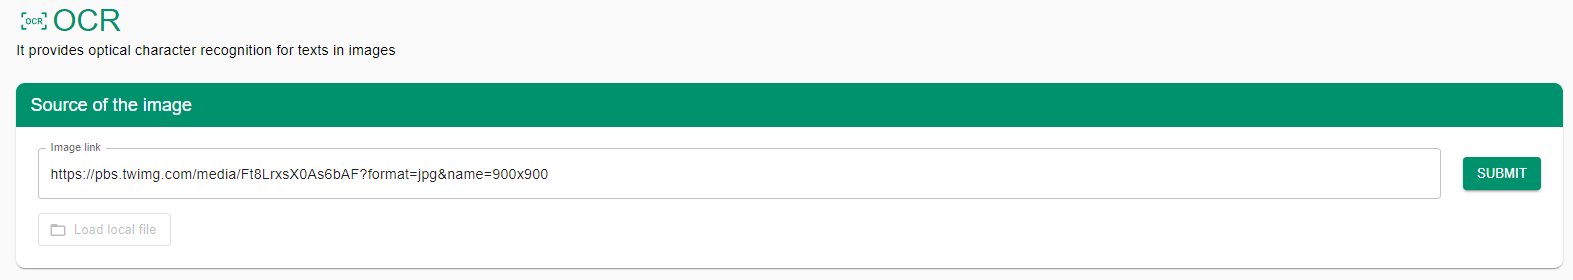 OCR OCR
It provides optical character recognition for texts in images
Source of the image
Image link
https://pbs.twimg.com/media/Ft8LrxsX0As6bAF?format=jpg&name=900x900
SUBMIT
Load local file